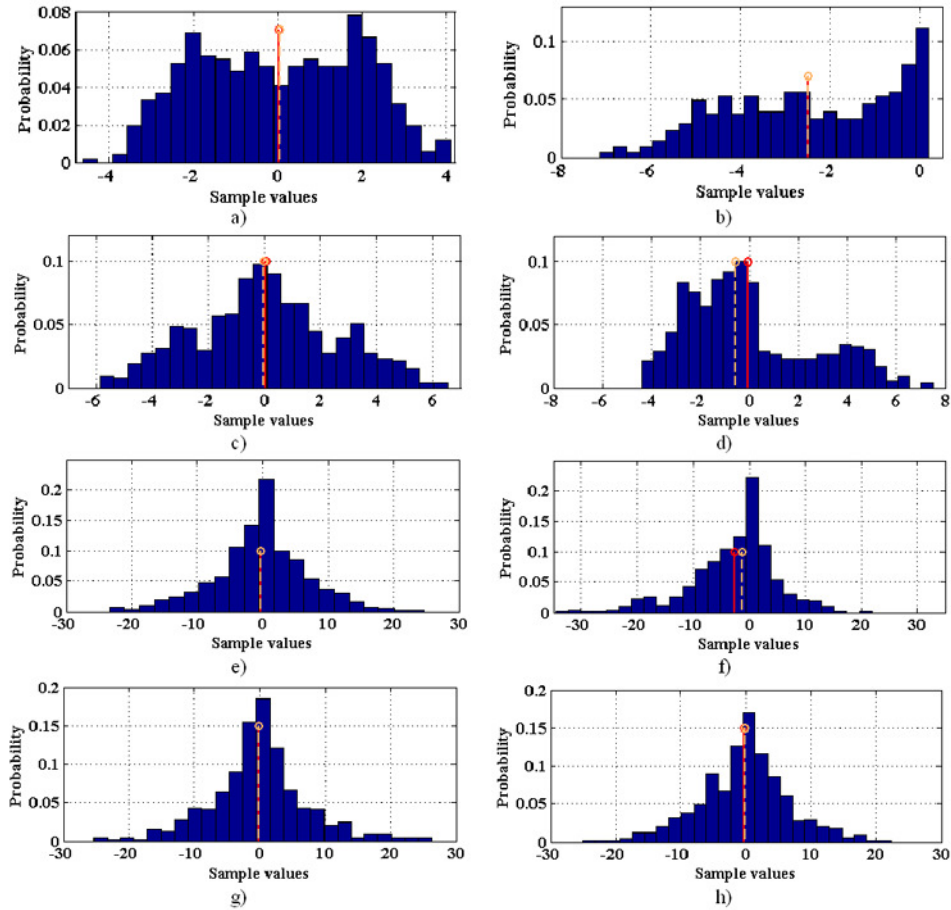 0.08
0.06
0.04
0.02
0
Probability
-4 -2 0 2 4
Sample values
a)
0.1
0.05
0
Probability
-8 -6 -4 -2 0
Sample values
b)
0.1
0.05
0
Probability
-6 -4 -2 0 2 4 6
Sample values
c)
0.1
0.05
0
Probability
-8 -6 -4 -2 0 2 4 6 8
Sample values
d)
0.2
0.15
0.1
0.05
0
Probability
-30 -20 -10 0 10 20 30
Sample values
e)
0.2
0.15
0.1
0.05
0
Probability
-30 -20 -10 0 10 20 30
Sample values
f)
0.2
0.15
0.1
0.05
0
Probability
-30 -20 -10 0 10 20 30
Sample values
g)
0.2
0.15
0.1
0.05
0
Probability
-30 -20 -10 0 10 20 30
Sample values
h)